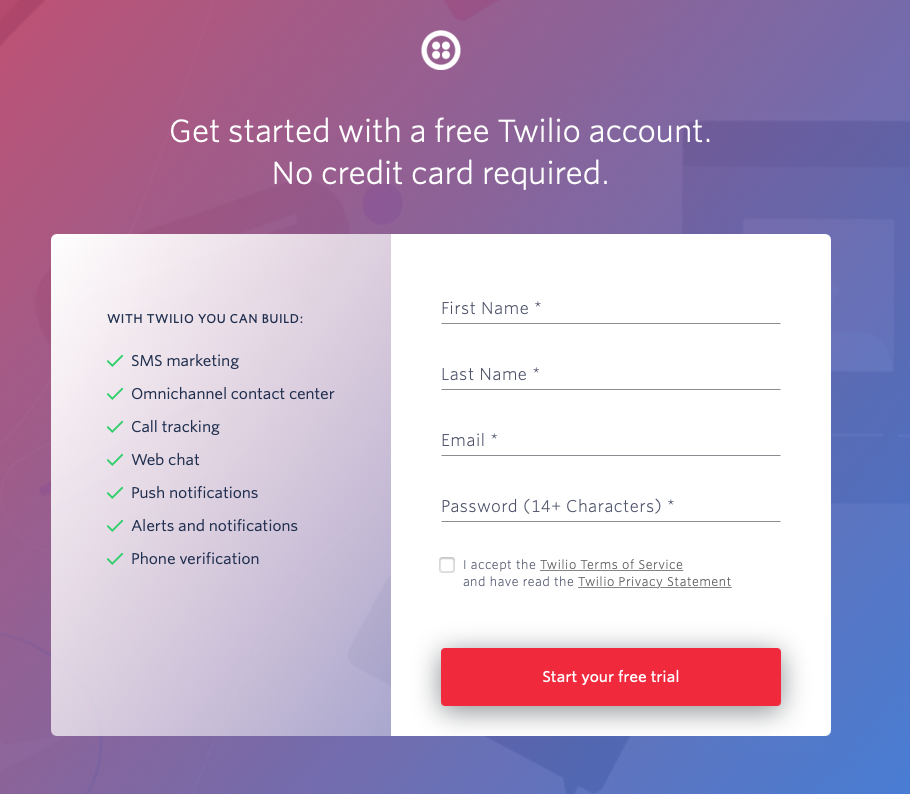 Get started with a free Twilio account.
No credit card required.
WITH TWILIO YOU CAN BUILD:
SMS marketing
Omnichannel contact center
Call tracking
Web chat
Push notifications
Alerts and notifications
Phone verification
First Name *
Last Name *
Email *
Password (14+ Characters) *
I accept the Twilio Terms of Service
and have read the Twilio Privacy Statement
Start your free trial